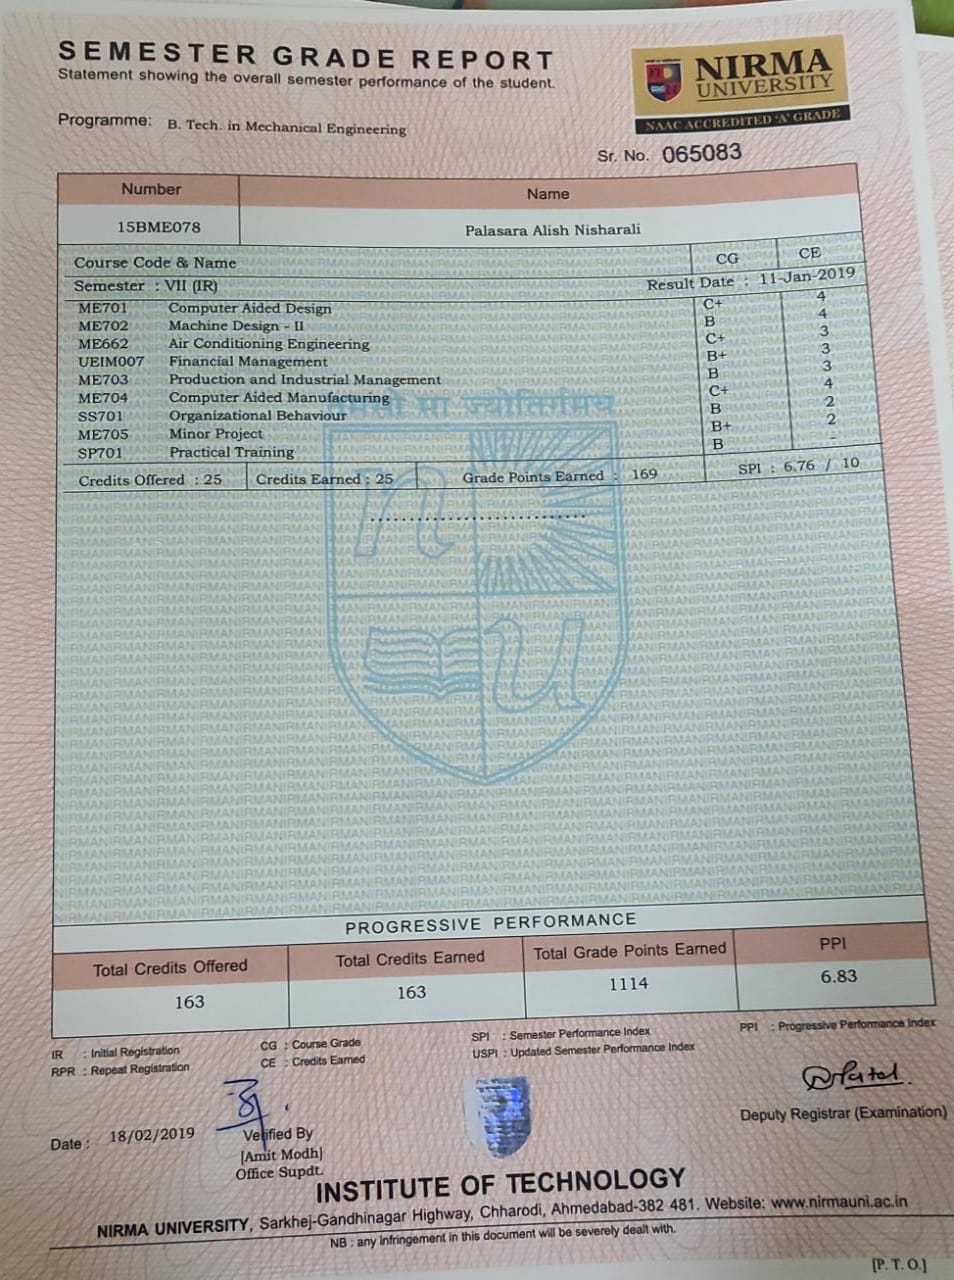 SEMESTER GRADE REPORT
Statement showing the overall semester performance of the student.
NIRMA
UNIVERSITY
NAAC ACCREDITED 'A' GRADE
Programme: B. Tech. in Mechanical Engineering
Sr. No. 065083
Number Name
15BME078 Palasara Alish Nisharali
Course Code & Name CG CE
Semester : VII (IR) Result Date : 11-Jan-2019
ME701 Computer Aided Design C+ 4
ME702 Machine Design - II B 4
ME662 Air Conditioning Engineering C+ 3
UEIM007 Financial Management B+ 3
ME703 Production and Industrial Management B 3
ME704 Computer Aided Manufacturing C+ 4
SS701 Organizational Behaviour B 2
ME705 Minor Project B+ 2
SP701 Practical Training B -
Credits Offered : 25 Credits Earned : 25 Grade Points Earned : 169 SPI : 6.76 / 10
मा ज्योतिर्गमय
PROGRESSIVE PERFORMANCE
Total Credits Offered Total Credits Earned Total Grade Points Earned PPI
163 163 1114 6.83
IR : Initial Registration CG : Course Grade SPI : Semester Performance Index PPI : Progressive Performance Index
RPR : Repeat Registration CE : Credits Earned USPI : Updated Semester Performance Index
Date : 18/02/2019
Verified By
[Amit Modh]
Office Supdt.
Deputy Registrar (Examination)
INSTITUTE OF TECHNOLOGY
NIRMA UNIVERSITY, Sarkhej-Gandhinagar Highway, Chharodi, Ahmedabad-382 481. Website: www.nirmauni.ac.in
NB : any infringement in this document will be severely dealt with.
[P. T. O.]